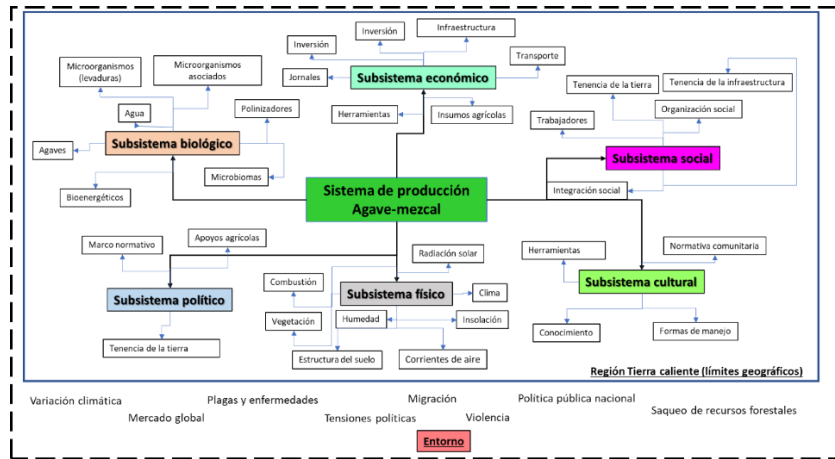 Inversión
Infraestructura
Inversión
Transporte
Subsistema económico
Jornales
Herramientas
Insumos agrícolas
Microorganismos
(levaduras)
Microorganismos
asociados
Agua
Polinizadores
Subsistema biológico
Agaves
Microbiomas
Bioenergéticos
Tenencia de la tierra
Tenencia de la infraestructura
Organización social
Trabajadores
Subsistema social
Integración social
Sistema de producción
Agave-mezcal
Marco normativo
Apoyos agrícolas
Subsistema político
Tenencia de la tierra
Radiación solar
Combustión
Subsistema físico
Clima
Vegetación
Humedad
Insolación
Estructura del suelo
Corrientes de aire
Herramientas
Normativa comunitaria
Subsistema cultural
Conocimiento
Formas de manejo
Región Tierra caliente (límites geográficos)
Variación climática
Plagas y enfermedades
Migración
Política pública nacional
Mercado global
Tensiones políticas
Violencia
Saqueo de recursos forestales
Entorno